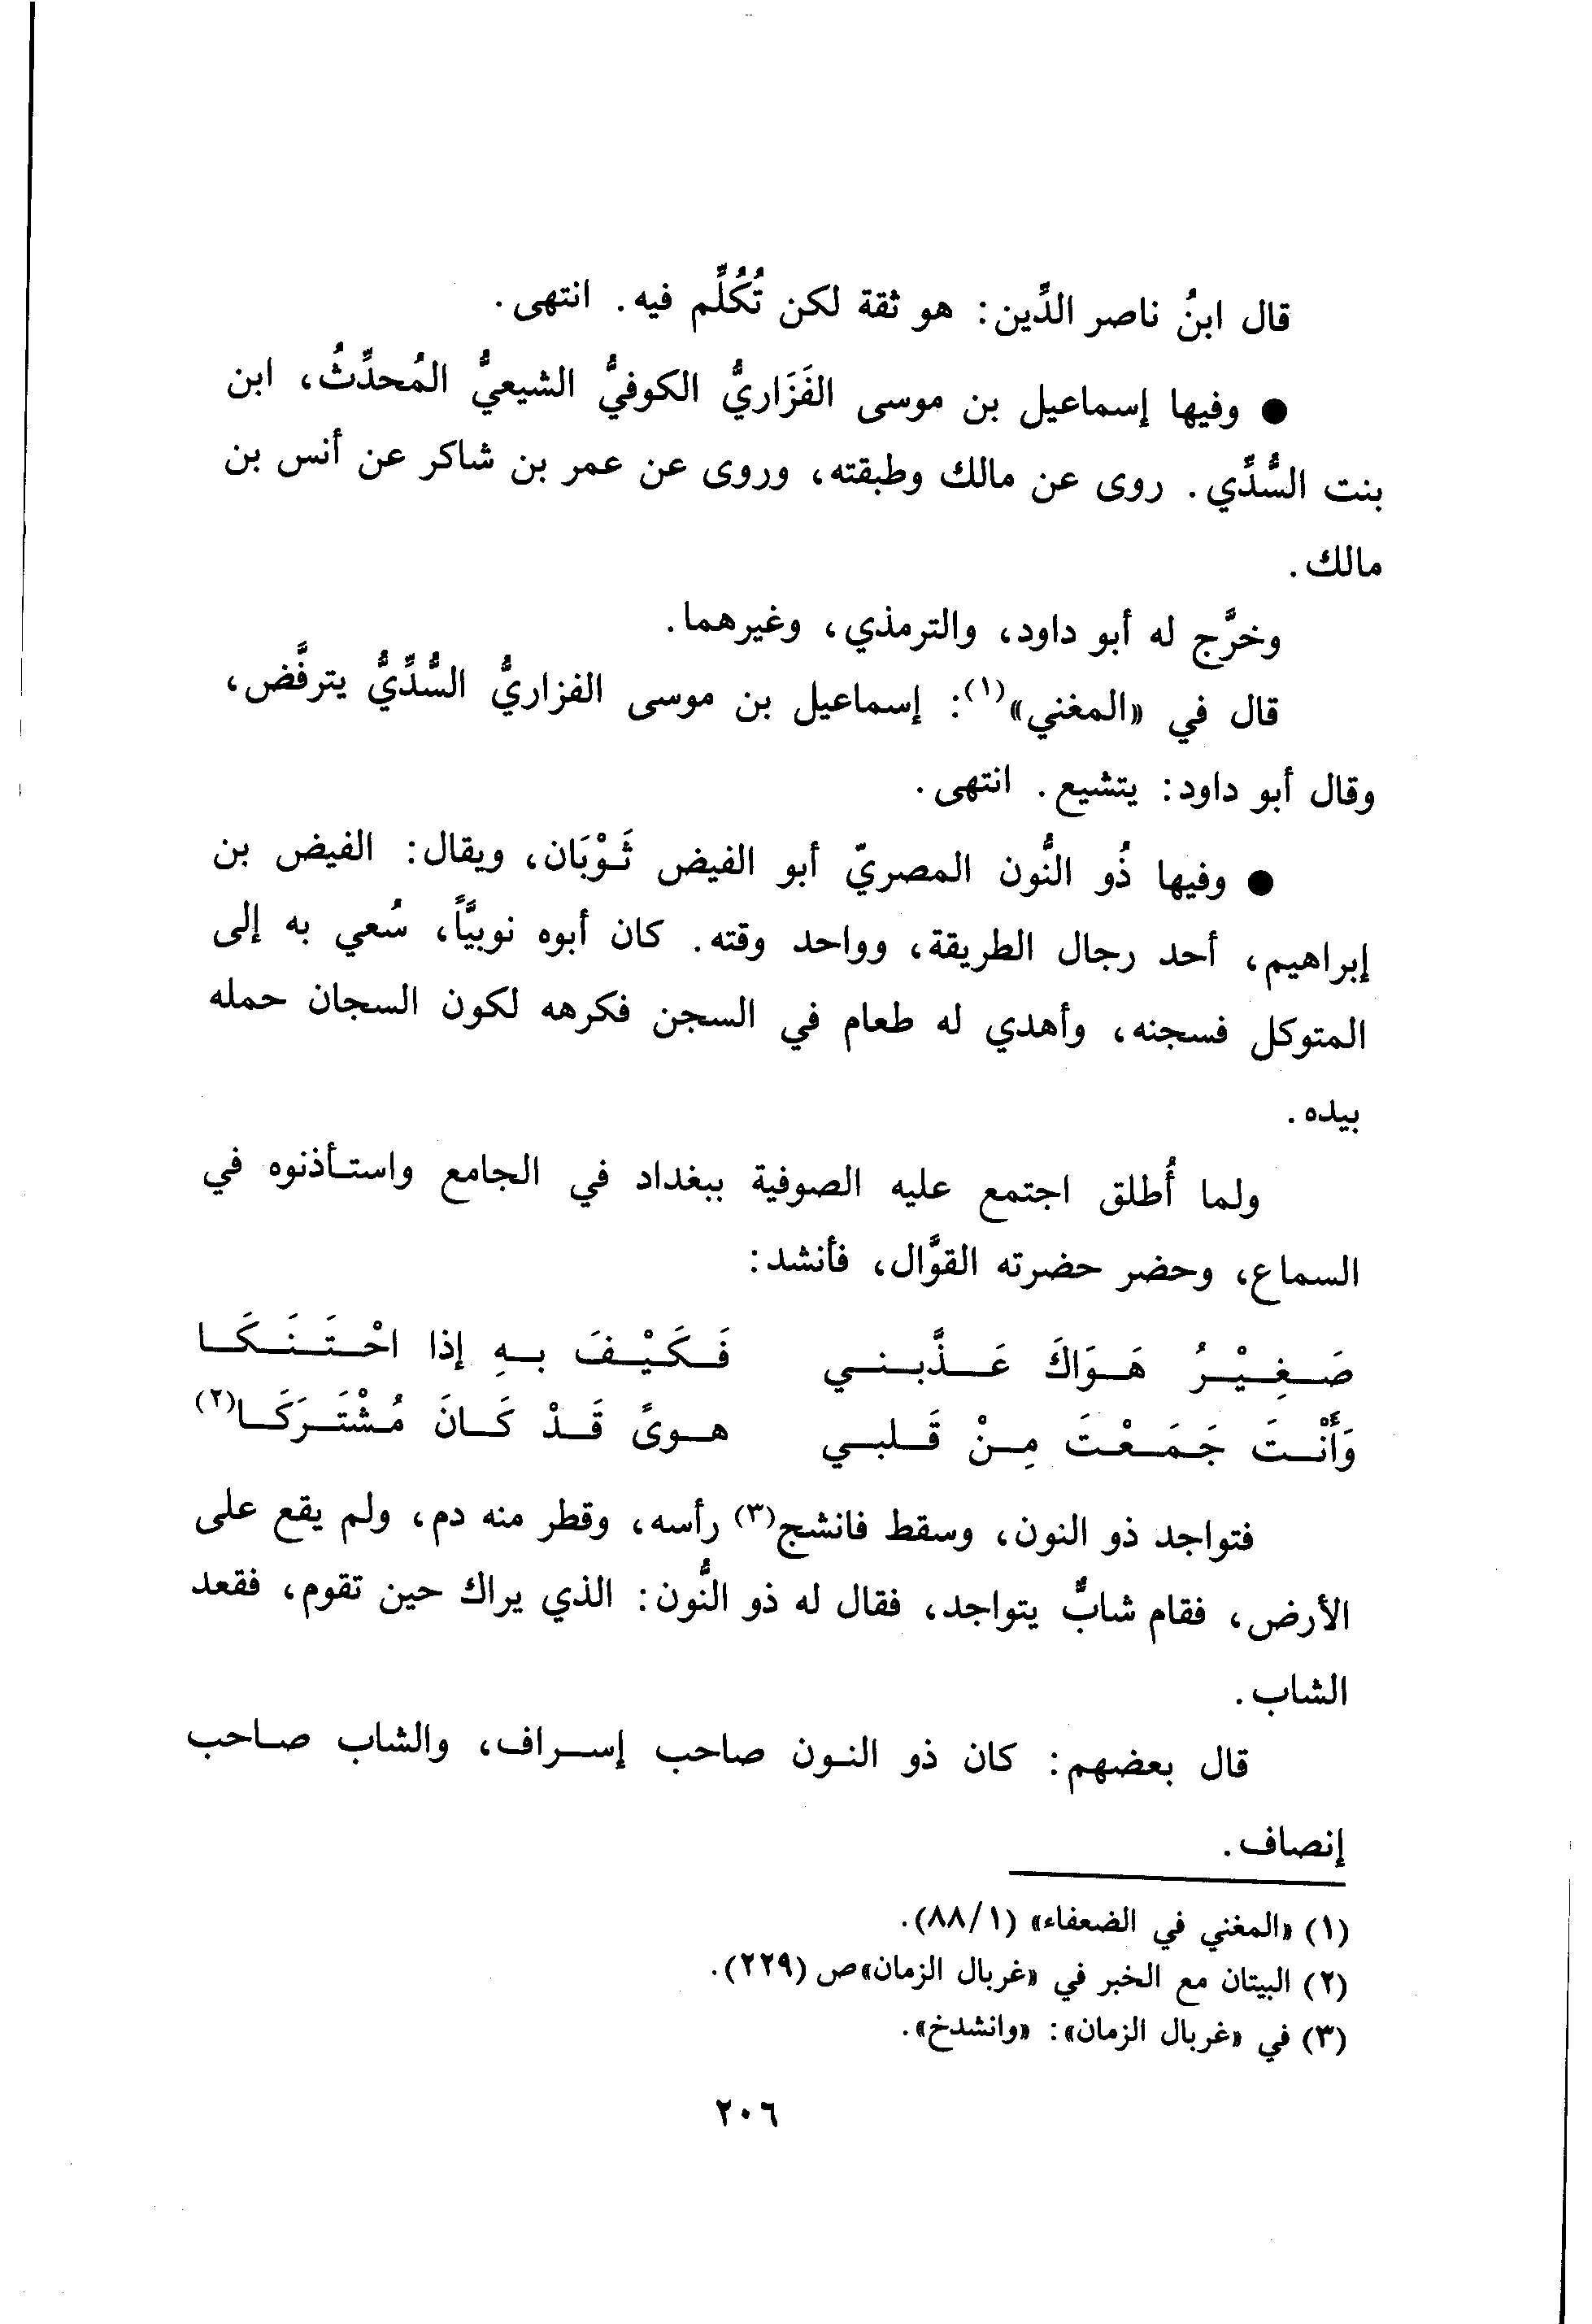 قال ابنُ ناصر الدِّين: هو ثقة لكن تُكُلِّم فيه. انتهى.
● وفيها إسماعيل بن موسى الفَزَاريُّ الكوفيُّ الشيعيُّ المُحدِّثُ، ابن
بنت السُّدِّي. روى عن مالك وطبقته، وروى عن عمر بن شاكر عن أنس بن
مالك.
وخرَّج له أبو داود، والترمذي، وغيرهما.
قال في «المغني»(١): إسماعيل بن موسى الفزاريُّ السُّدِّيُّ يترفَّض،
وقال أبو داود: يتشيع. انتهى.
● وفيها ذُو النُّون المصريّ أبو الفيض ثَـوْبَان، ويقال: الفيض بن
إبراهيم، أحد رجال الطريقة، وواحد وقته. كان أبوه نوبيَّاً، سُعي به إلى
المتوكل فسجنه، وأهدي له طعام في السجن فكرهه لكون السجان حمله
بيده.
ولما أُطلق اجتمع عليه الصوفية ببغداد في الجامع واستـأذنوه في
السماع، وحضر حضرته القوَّال، فأنشد:
صَـغِـيْـرُ هَـوَاكَ عَـذَّبـنـي فَـكَـيْـفَ بـهِ إذا احْـتَـنَـكَـا
وَأَنْـتَ جَـمَـعْـتَ مِـنْ قَـلبـي هـوىً قَـدْ كَـانَ مُـشْتَـرَكَـا(٢)
فتواجد ذو النون، وسقط فانشج(٣) رأسه، وقطر منه دم، ولم يقع على
الأرض، فقام شابٌّ يتواجد، فقال له ذو النُّون: الذي يراك حين تقوم، فقعد
الشاب.
قال بعضهم: كان ذو النـون صاحب إسـراف، والشاب صـاحب
إنصاف.
(١) «المغني في الضعفاء» (١/ ٨٨).
(٢) البيتان مع الخبر في «غربال الزمان»ص (٢٢٩).
(٣) في «غربال الزمان»: «وانشدخ».
٢٠٦